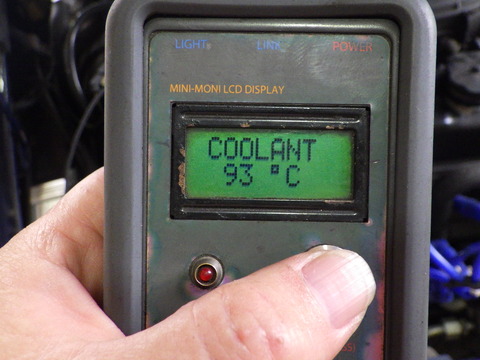 LIGHT LINK POWER
MINI-MONI LCD DISPLAY
COOLANT
93 °C